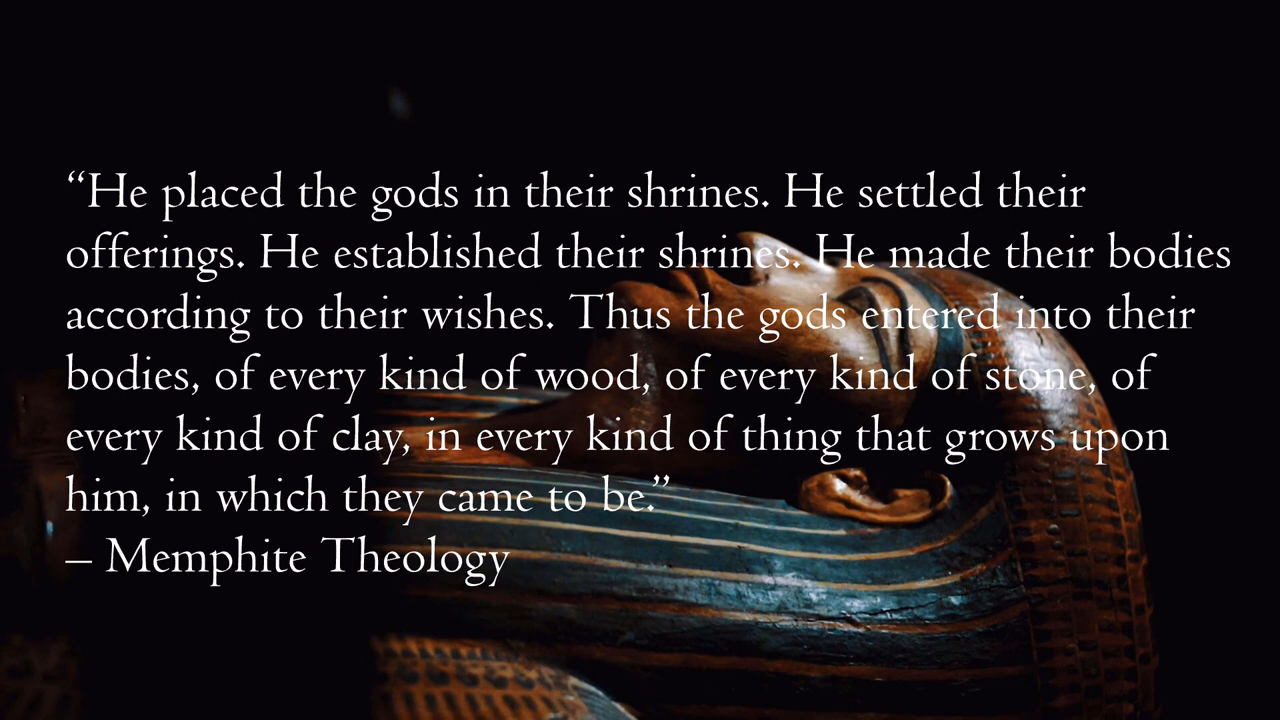 “He placed the gods in their shrines. He settled their
offerings. He established their shrines. He made their bodies
according to their wishes. Thus the gods entered into their
bodies, of every kind of wood, of every kind of stone, of
every kind of clay, in every kind of thing that grows upon
him, in which they came to be.”
– Memphite Theology